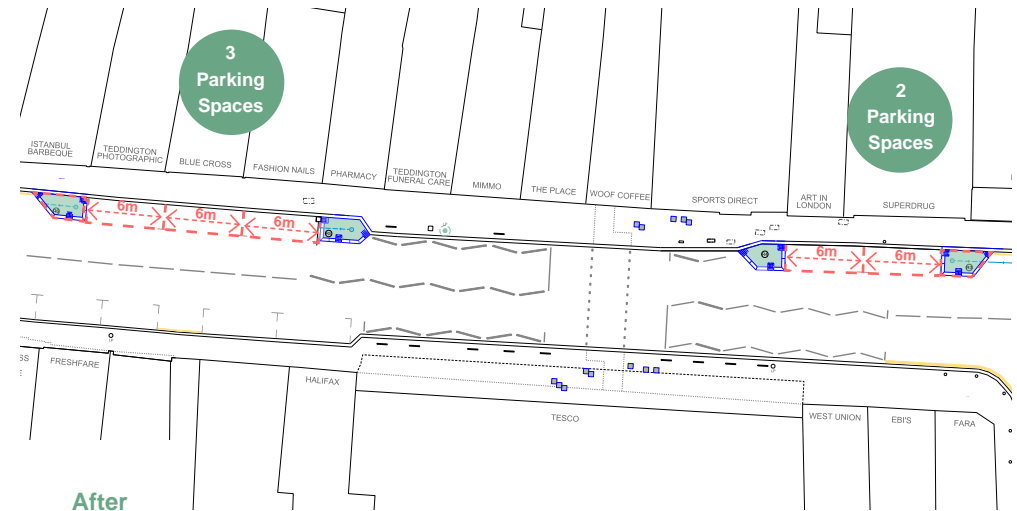 3
Parking
Spaces
2
Parking
Spaces
ISTANBUL
BARBEQUE
TEDDINGTON
PHOTOGRAPHIC
BLUE CROSS
FASHION NAILS
PHARMACY
TEDDINGTON
FUNERAL CARE
MIMMO
THE PLACE
WOOF COFFEE
SPORTS DIRECT
ART IN
LONDON
SUPERDRUG
6m
6m
6m
6m
6m
SS
E
FRESHFARE
HALIFAX
TESCO
WEST UNION
EBI'S
FARA
After